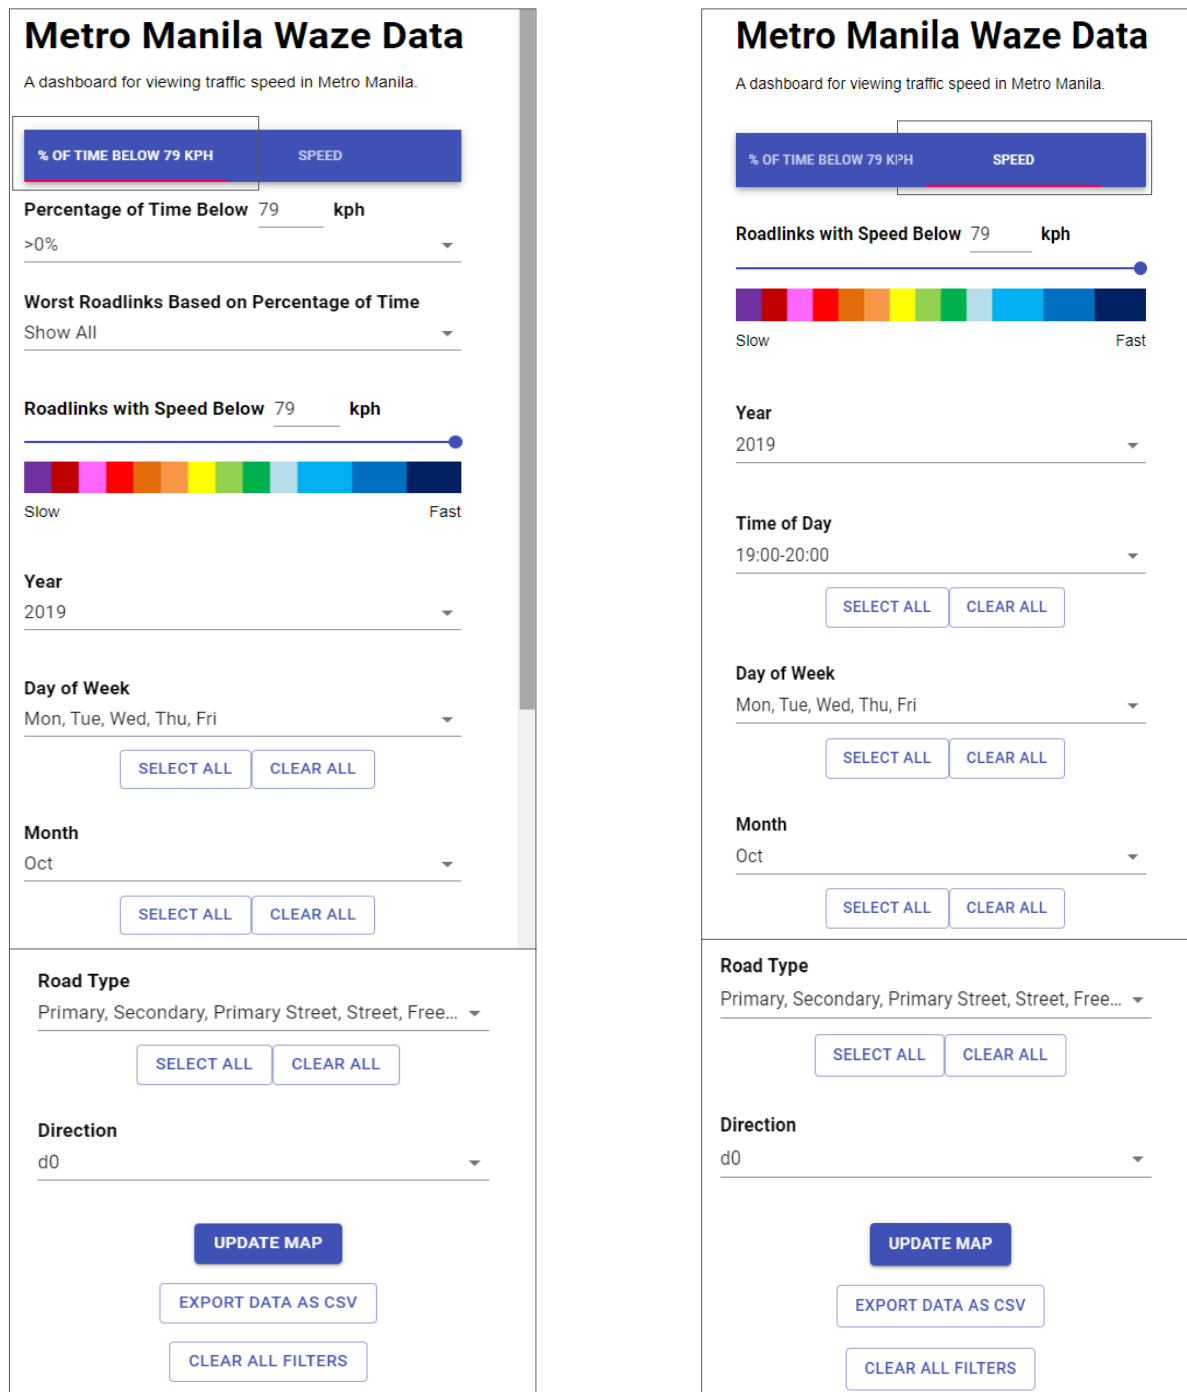 Metro Manila Waze Data
A dashboard for viewing traffic speed in Metro Manila.
% OF TIME BELOW 79 KPH SPEED
Percentage of Time Below 79 kph
>0%
Worst Roadlinks Based on Percentage of Time
Show All
Roadlinks with Speed Below 79 kph
Slow Fast
Year
2019
Day of Week
Mon, Tue, Wed, Thu, Fri
SELECT ALL CLEAR ALL
Month
Oct
SELECT ALL CLEAR ALL
Road Type
Primary, Secondary, Primary Street, Street, Free...
SELECT ALL CLEAR ALL
Direction
d0
UPDATE MAP
EXPORT DATA AS CSV
CLEAR ALL FILTERS
Metro Manila Waze Data
A dashboard for viewing traffic speed in Metro Manila.
% OF TIME BELOW 79 KPH SPEED
Roadlinks with Speed Below 79 kph
Slow Fast
Year
2019
Time of Day
19:00-20:00
SELECT ALL CLEAR ALL
Day of Week
Mon, Tue, Wed, Thu, Fri
SELECT ALL CLEAR ALL
Month
Oct
SELECT ALL CLEAR ALL
Road Type
Primary, Secondary, Primary Street, Street, Free...
SELECT ALL CLEAR ALL
Direction
d0
UPDATE MAP
EXPORT DATA AS CSV
CLEAR ALL FILTERS